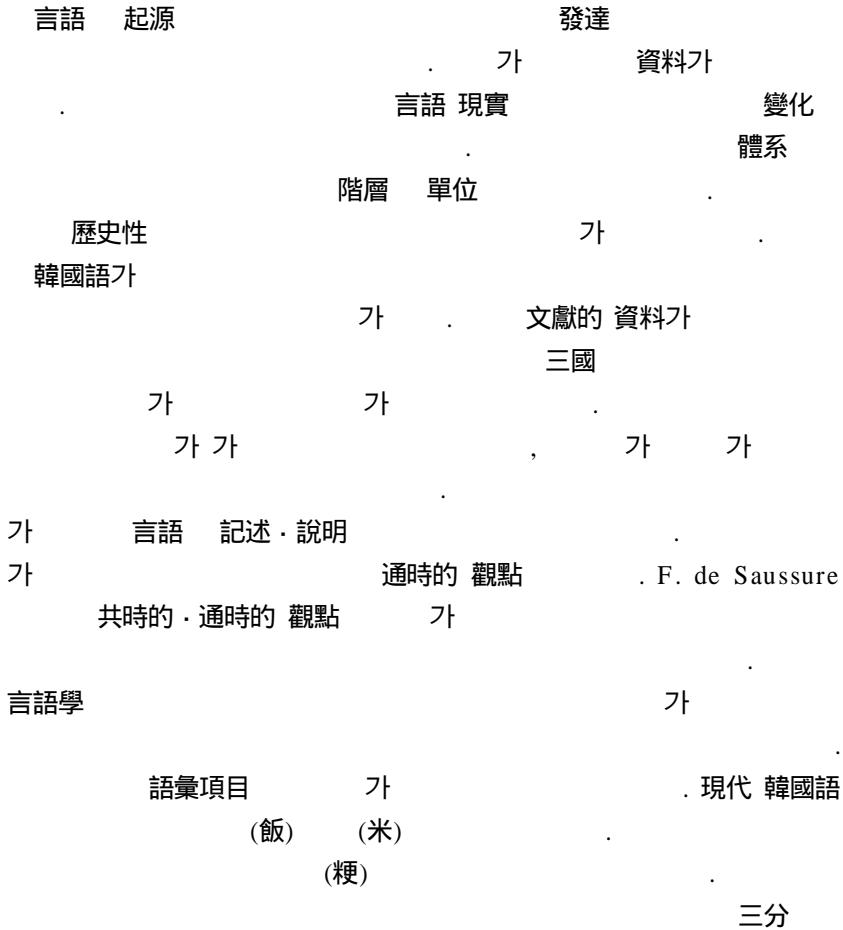 言語 起源 發達
. 가 資料가
. 言語 現實 變化
. 體系
階層 單位 .
歷史性 가 .
韓國語가
가 . 文獻的 資料가
三國
가 가 .
가 가 , 가 가
.
가 言語 記述·說明 .
가 通時的 觀點 . F. de Saussure
共時的·通時的 觀點 가
.
言語學 가
.
語彙項目 가 . 現代 韓國語
(飯) (米) .
(粳) .
三分